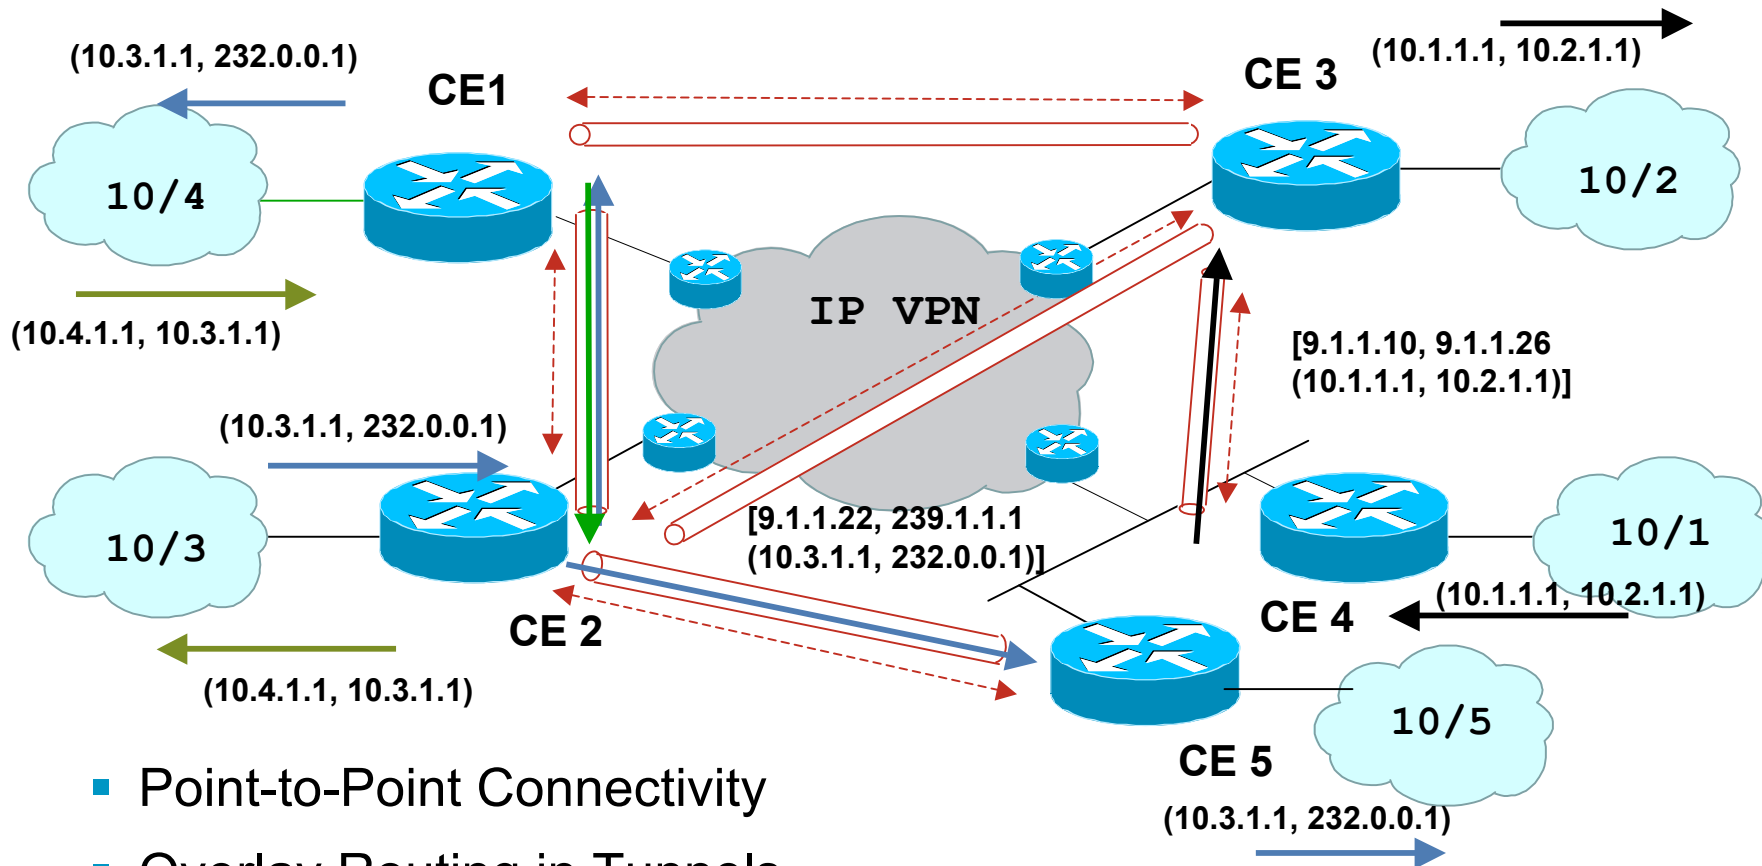 (10.1.1.1, 10.2.1.1)
(10.3.1.1, 232.0.0.1)
CE1
CE 3
10/4
10/2
IP VPN
(10.4.1.1, 10.3.1.1)
[9.1.1.10, 9.1.1.26
(10.1.1.1, 10.2.1.1)]
(10.3.1.1, 232.0.0.1)
[9.1.1.22, 239.1.1.1
(10.3.1.1, 232.0.0.1)]
10/3
10/1
(10.1.1.1, 10.2.1.1)
CE 2
CE 4
(10.4.1.1, 10.3.1.1)
10/5
CE 5
(10.3.1.1, 232.0.0.1)
Point-to-Point Connectivity
Overlay Routing in Tunnels